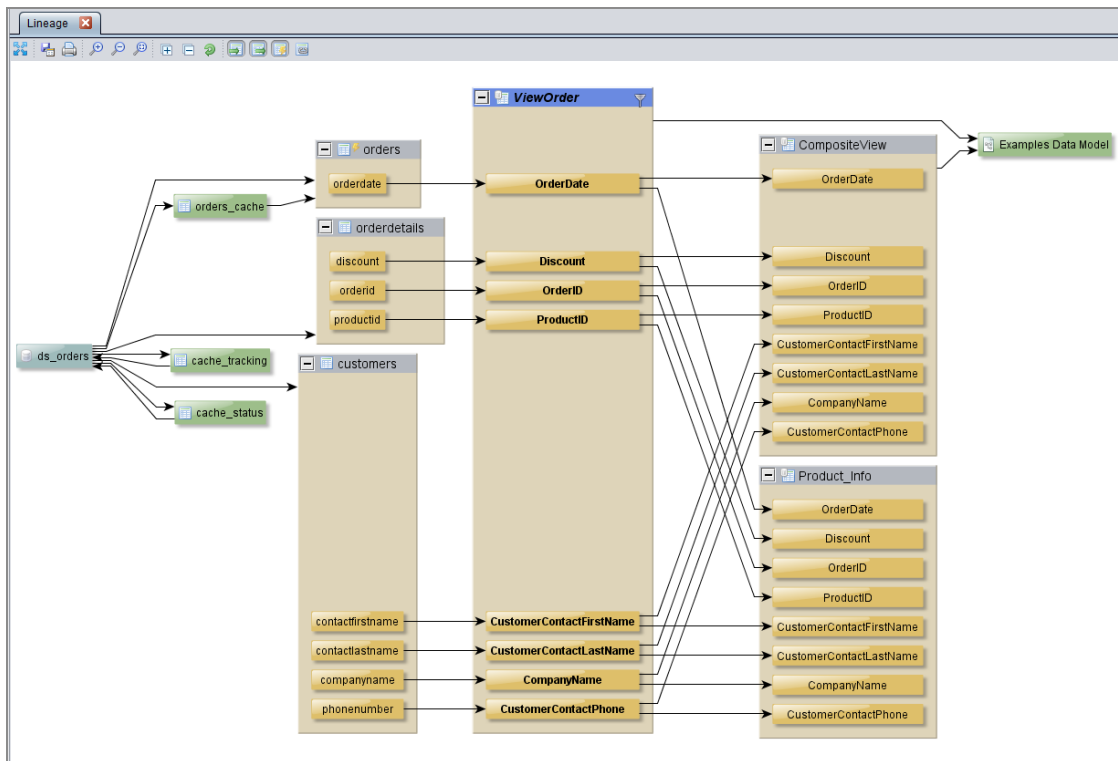 Lineage
ViewOrder
orders
CompositeView
Examples Data Model
orderdate
OrderDate
OrderDate
orders_cache
orderdetails
discount
Discount
Discount
orderid
OrderID
OrderID
productid
ProductID
ProductID
ds_orders
cache_tracking
customers
CustomerContactFirstName
CustomerContactLastName
cache_status
CompanyName
CustomerContactPhone
Product_Info
OrderDate
Discount
OrderID
ProductID
contactfirstname
CustomerContactFirstName
CustomerContactFirstName
contactlastname
CustomerContactLastName
CustomerContactLastName
companyname
CompanyName
CompanyName
phonenumber
CustomerContactPhone
CustomerContactPhone